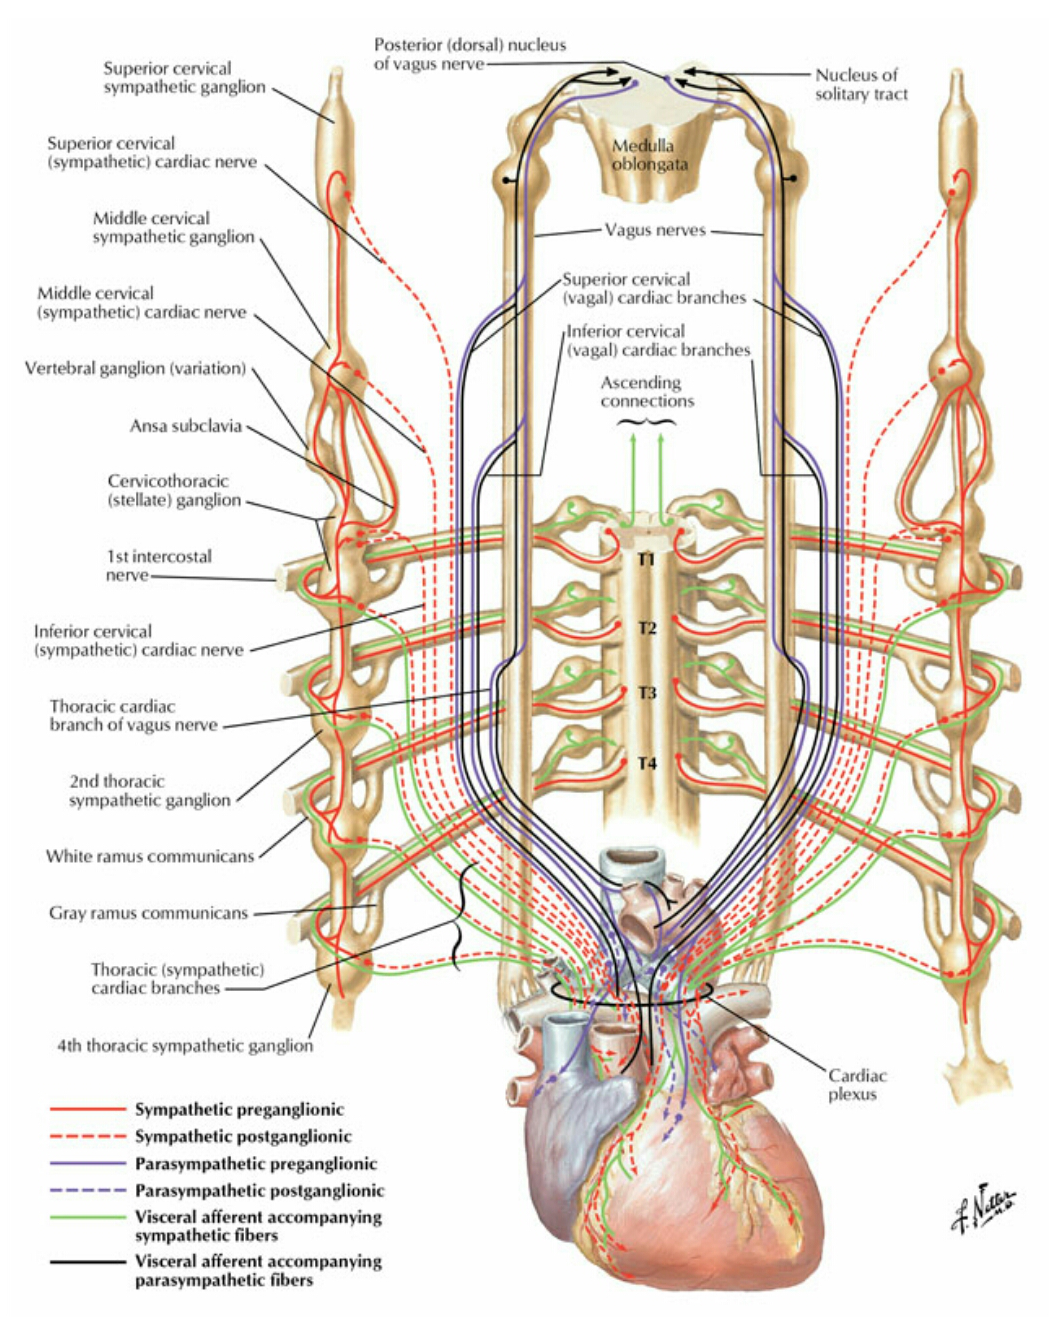 Posterior (dorsal) nucleus
of vagus nerve
Superior cervical
sympathetic ganglion
Nucleus of
solitary tract
Superior cervical
(sympathetic) cardiac nerve
Medulla
oblongata
Middle cervical
sympathetic ganglion
Vagus nerves
Superior cervical
(vagal) cardiac branches
Middle cervical
(sympathetic) cardiac nerve
Inferior cervical
(vagal) cardiac branches
Vertebral ganglion (variation)
Ascending
connections
Ansa subclavia
Cervicothoracic
(stellate) ganglion
1st intercostal
nerve
T1
T2
Inferior cervical
(sympathetic) cardiac nerve
T3
Thoracic cardiac
branch of vagus nerve
T4
2nd thoracic
sympathetic ganglion
White ramus communicans
Gray ramus communicans
Thoracic (sympathetic)
cardiac branches
4th thoracic sympathetic ganglion
Cardiac
plexus
Sympathetic preganglionic
Sympathetic postganglionic
Parasympathetic preganglionic
Parasympathetic postganglionic
Visceral afferent accompanying
sympathetic fibers
Visceral afferent accompanying
parasympathetic fibers
F. Netter
M.D.